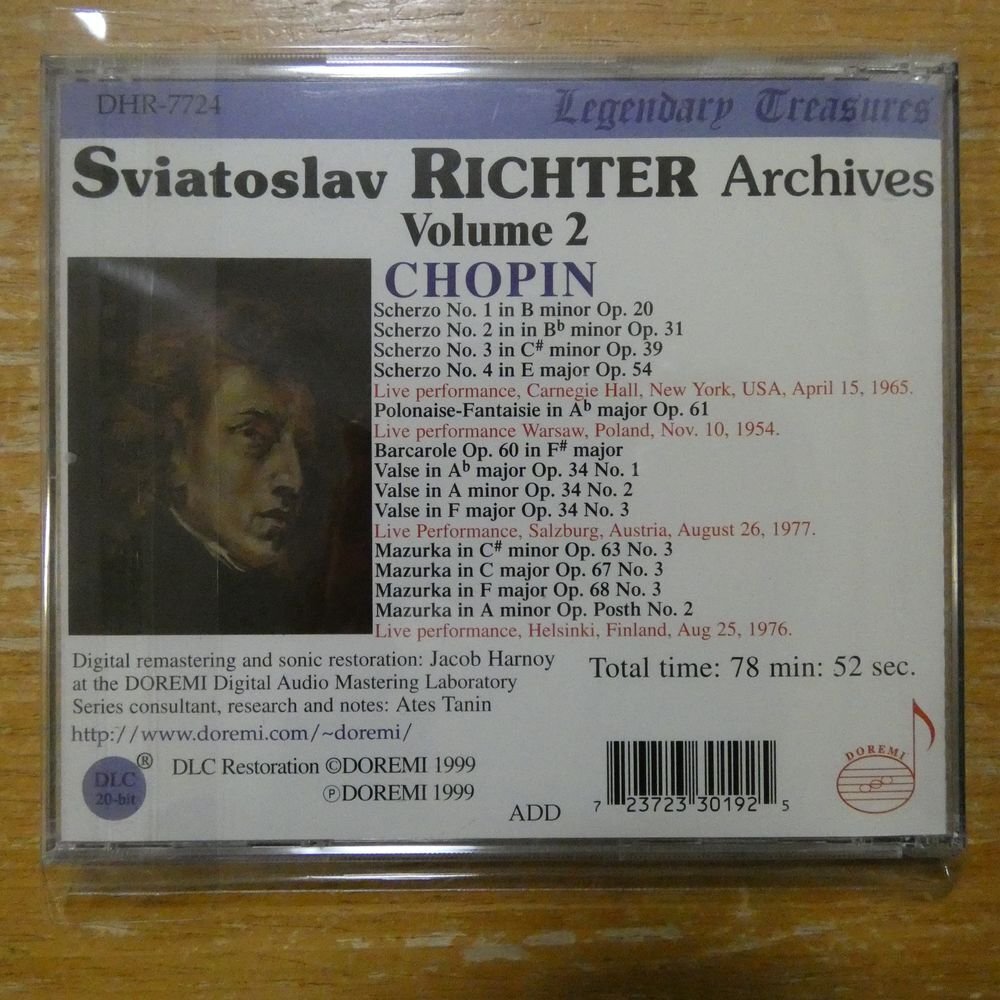 DHR-7724
Legendary Treasures
Sviatoslav RICHTER Archives
Volume 2
CHOPIN
Scherzo No. 1 in B minor Op. 20
Scherzo No. 2 in in Bb minor Op. 31
Scherzo No. 3 in C# minor Op. 39
Scherzo No. 4 in E major Op. 54
Live performance, Carnegie Hall, New York, USA, April 15, 1965.
Polonaise-Fantaisie in Ab major Op. 61
Live performance Warsaw, Poland, Nov. 10, 1954.
Barcarole Op. 60 in F# major
Valse in Ab major Op. 34 No. 1
Valse in A minor Op. 34 No. 2
Valse in F major Op. 34 No. 3
Live Performance, Salzburg, Austria, August 26, 1977.
Mazurka in C# minor Op. 63 No. 3
Mazurka in C major Op. 67 No. 3
Mazurka in F major Op. 68 No. 3
Mazurka in A minor Op. Posth No. 2
Live performance, Helsinki, Finland, Aug 25, 1976.
Digital remastering and sonic restoration: Jacob Harnoy
at the DOREMI Digital Audio Mastering Laboratory
Series consultant, research and notes: Ates Tanin
http://www.doremi.com/~doremi/
Total time: 78 min: 52 sec.
DLC ®
20-bit
DLC Restoration ©DOREMI 1999
℗DOREMI 1999
ADD
7 23723 30192 5
DOREMI